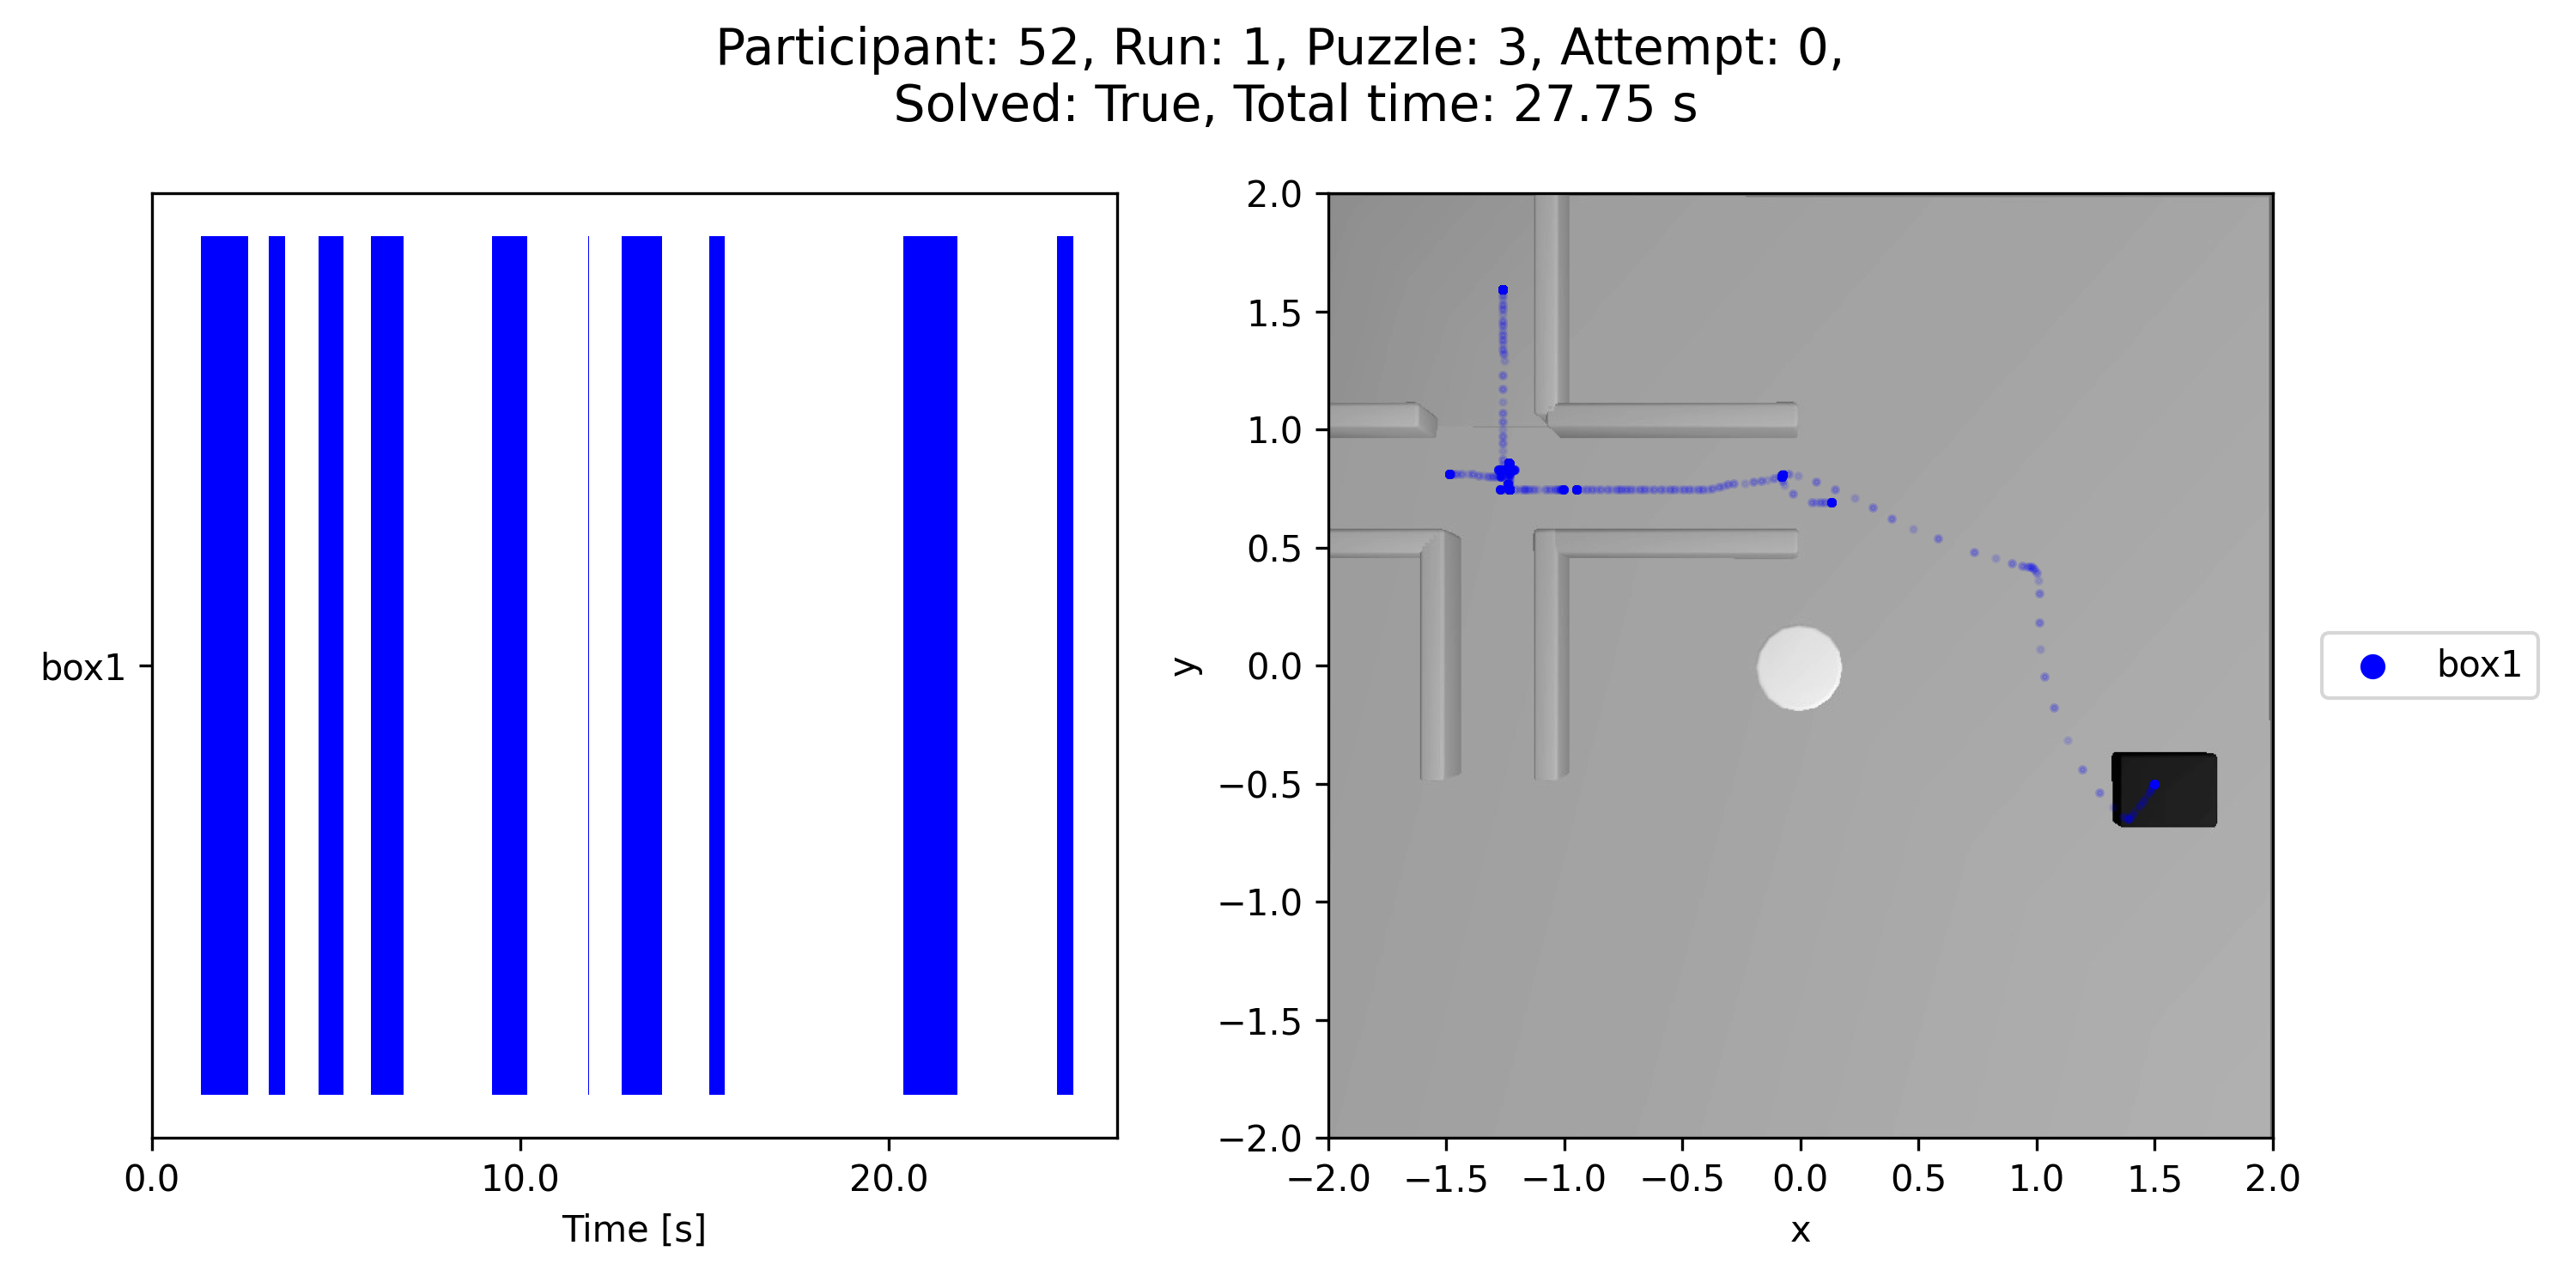 Participant: 52, Run: 1, Puzzle: 3, Attempt: 0,
Solved: True, Total time: 27.75 s
box1
0.0 10.0 20.0
Time [s]
2.0
1.5
1.0
0.5
0.0
−0.5
−1.0
−1.5
−2.0
y
−2.0 −1.5 −1.0 −0.5 0.0 0.5 1.0 1.5 2.0
x
box1